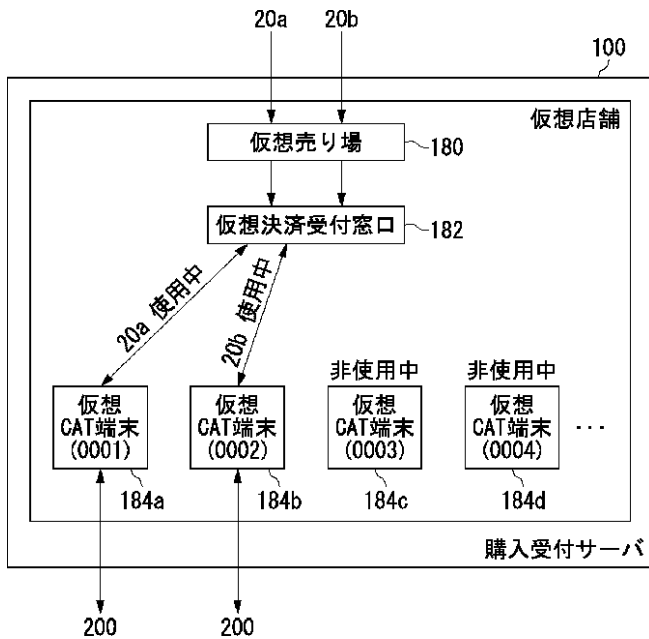 20a 20b
100
仮想店舗
仮想売り場
180
仮想決済受付窓口
182
20a 使用中
20b 使用中
非使用中 非使用中
仮想 仮想 仮想 仮想
CAT端末 CAT端末 CAT端末 CAT端末 ...
(0001) (0002) (0003) (0004)
184a 184b 184c 184d
購入受付サーバ
200 200